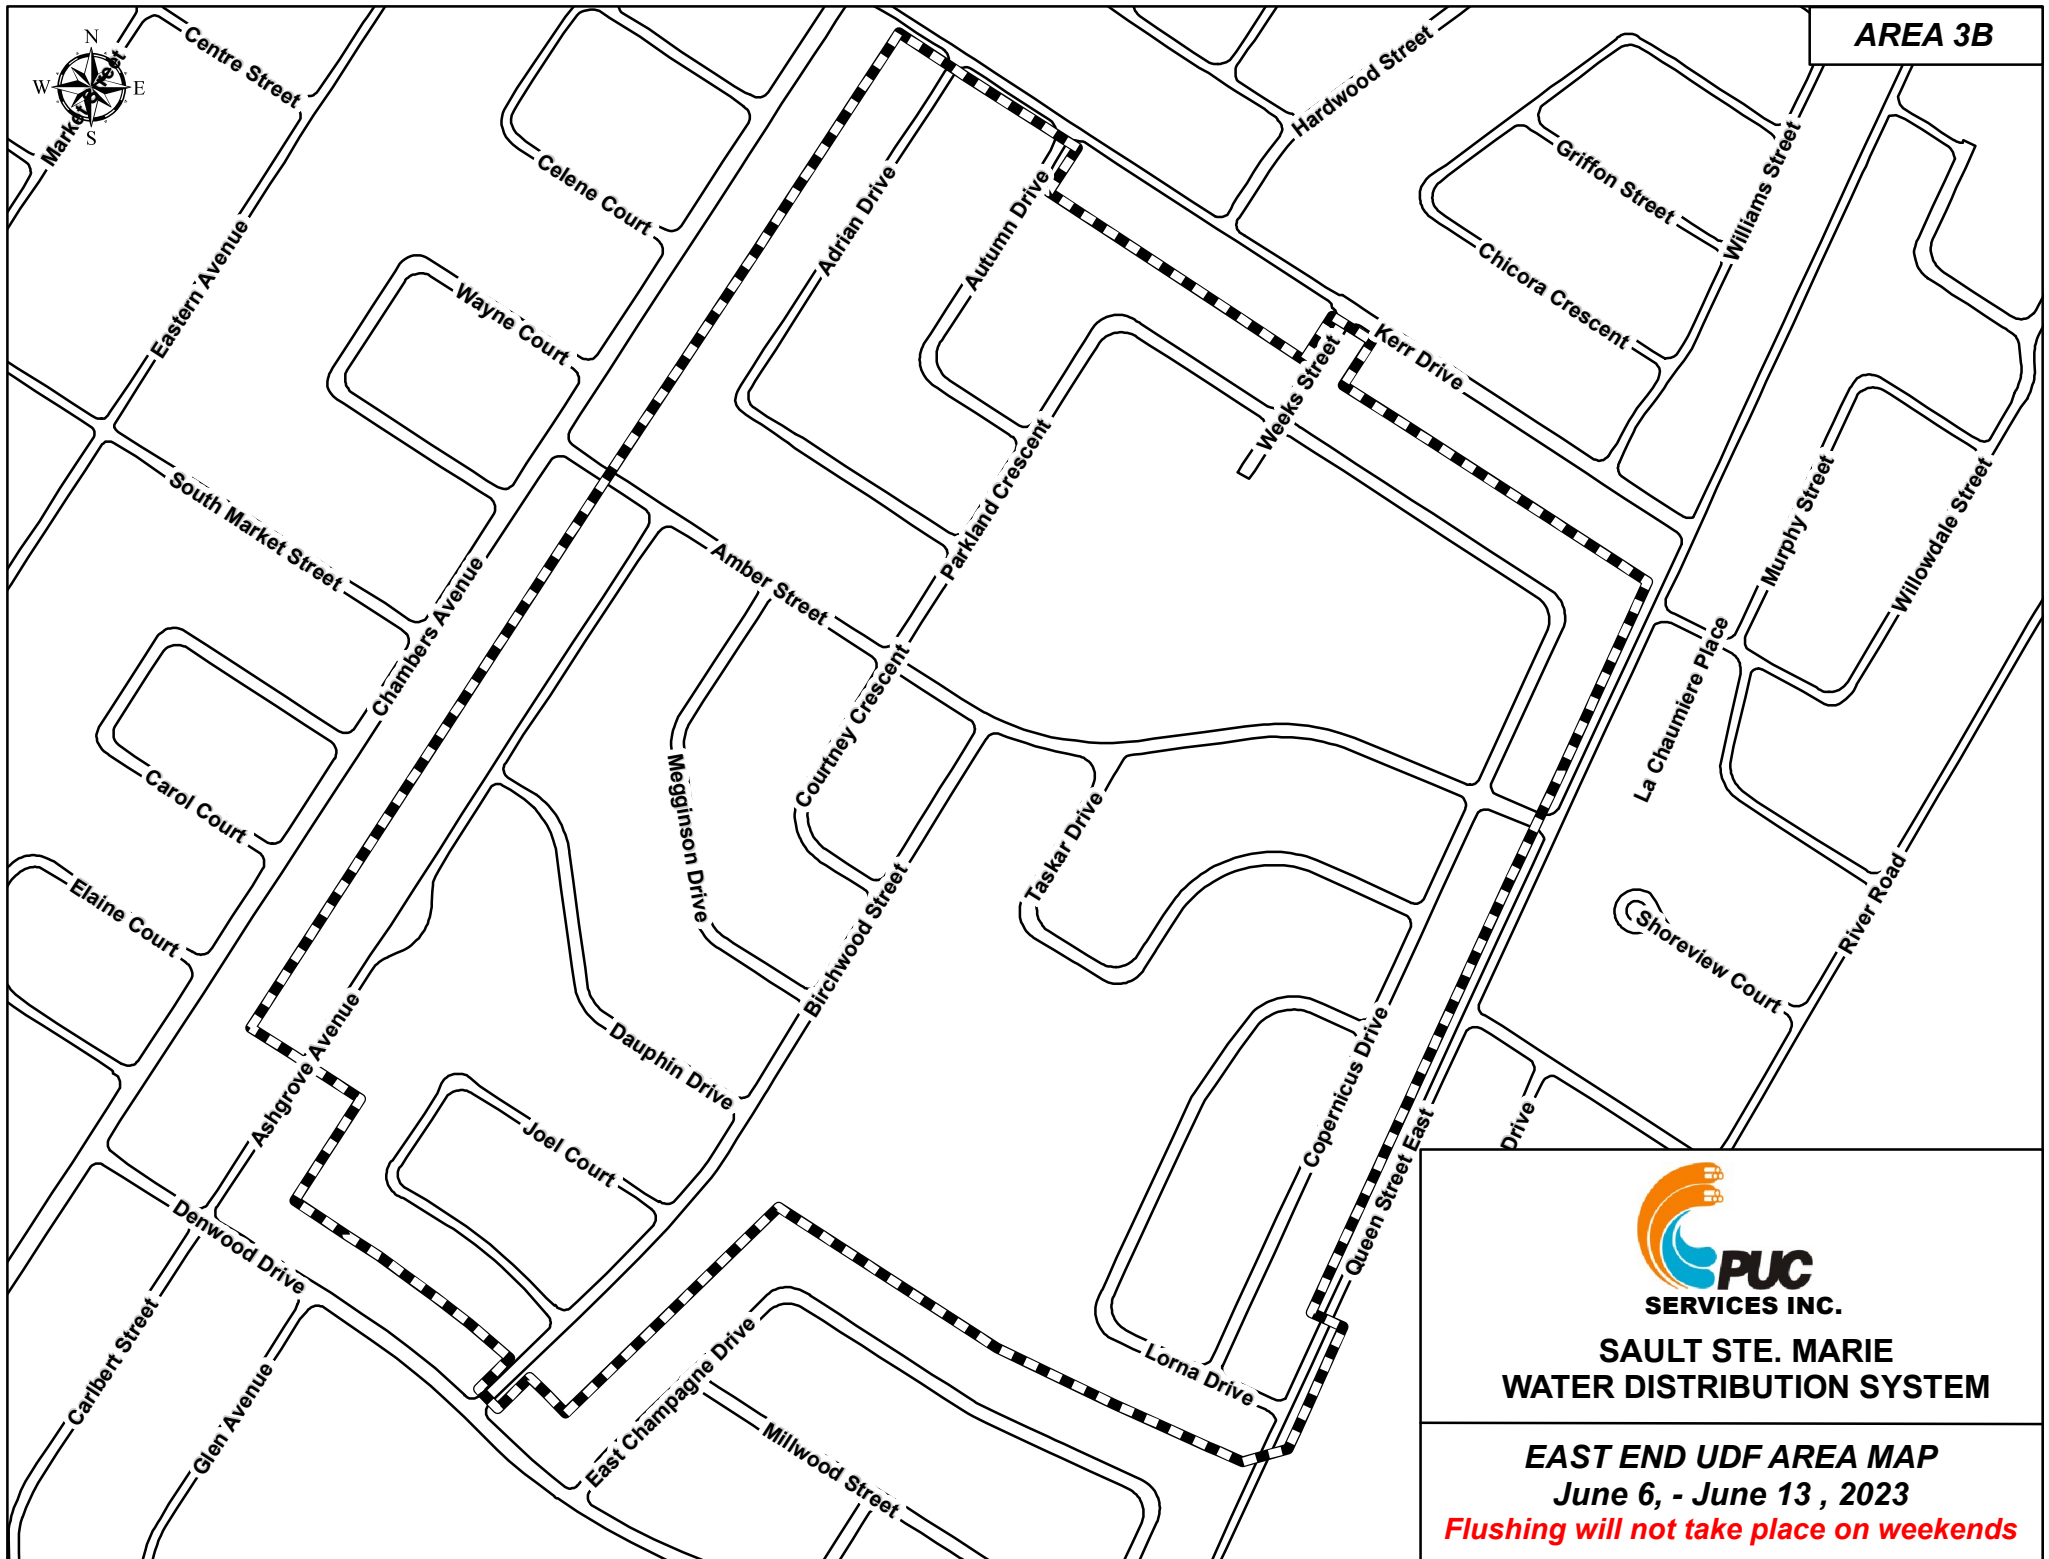 AREA 3B
N
W
E
S
Market Street
Centre Street
Hardwood Street
Celene Court
Griffon Street
Williams Street
Adrian Drive
Autumn Drive
Eastern Avenue
Wayne Court
Chicora Crescent
Kerr Drive
Weeks Street
Parkland Crescent
South Market Street
Murphy Street
Willowdale Street
Amber Street
Chambers Avenue
Courtney Crescent
La Chaumiere Place
Carol Court
Megginson Drive
Taskar Drive
Elaine Court
Birchwood Street
River Road
Shoreview Court
Ashgrove Avenue
Dauphin Drive
Copernicus Drive
Joel Court
Queen Street East
Drive
Denwood Drive
Carlbert Street
Glen Avenue
East Champagne Drive
Lorna Drive
Millwood Street
PUC
SERVICES INC.
SAULT STE. MARIE
WATER DISTRIBUTION SYSTEM
EAST END UDF AREA MAP
June 6, - June 13 , 2023
Flushing will not take place on weekends